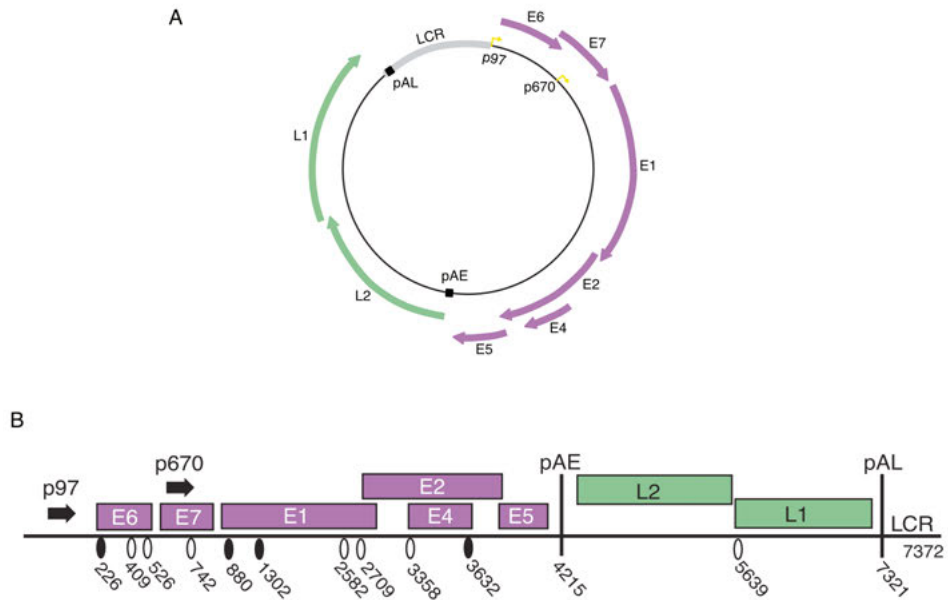 A
LCR
p97
E6
E7
p670
pAL
L1
E1
pAE
L2
E2
E4
E5
B
p97
p670
E6
E7
E1
E2
E4
E5
pAE
L2
L1
pAL
LCR
7372
226
409
526
742
880
1302
2582
2709
3358
3632
4215
5639
7321